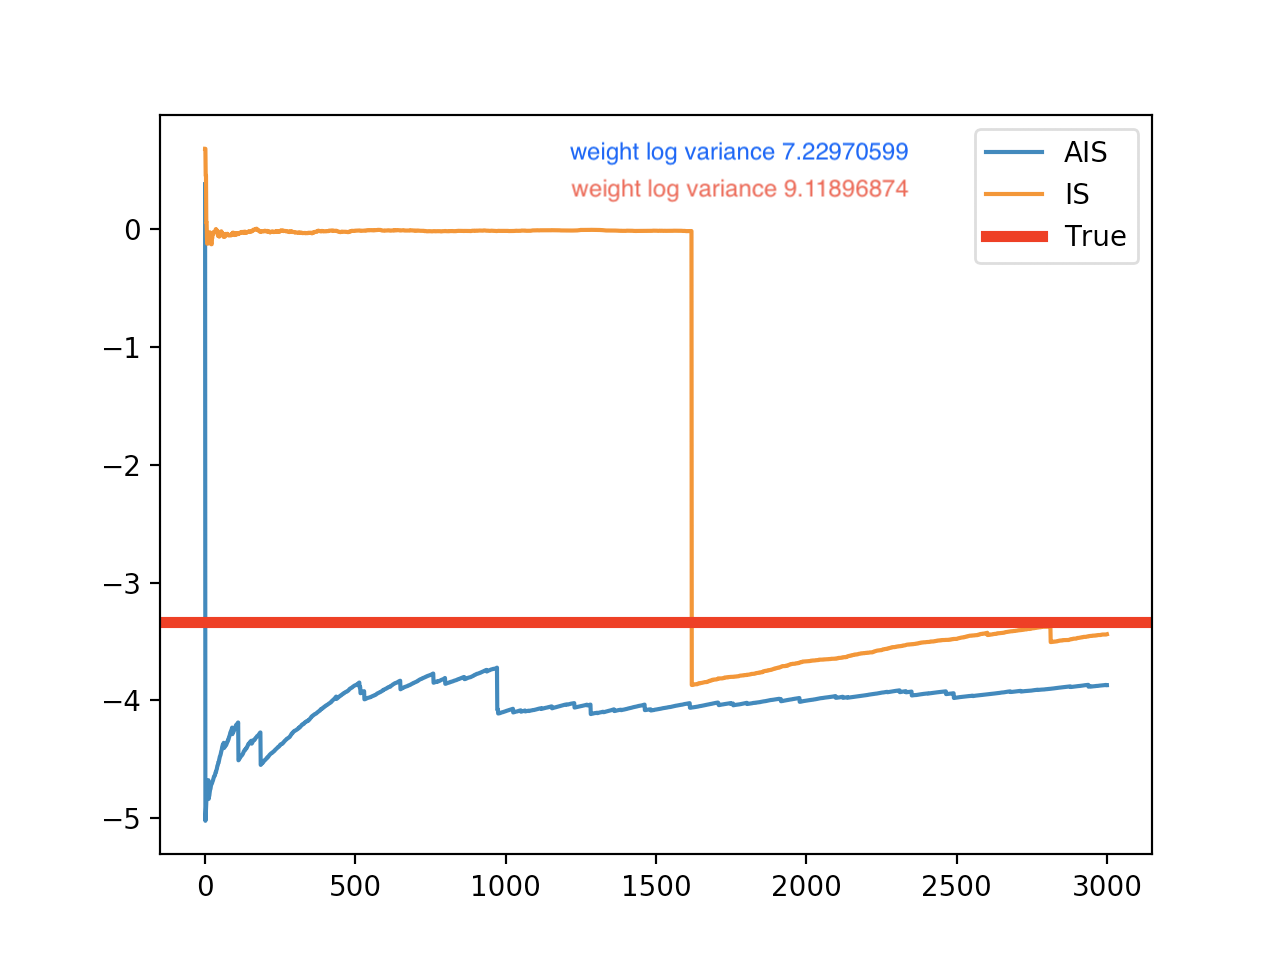 weight log variance 7.22970599
weight log variance 9.11896874
AIS
IS
True
0
−1
−2
−3
−4
−5
0 500 1000 1500 2000 2500 3000